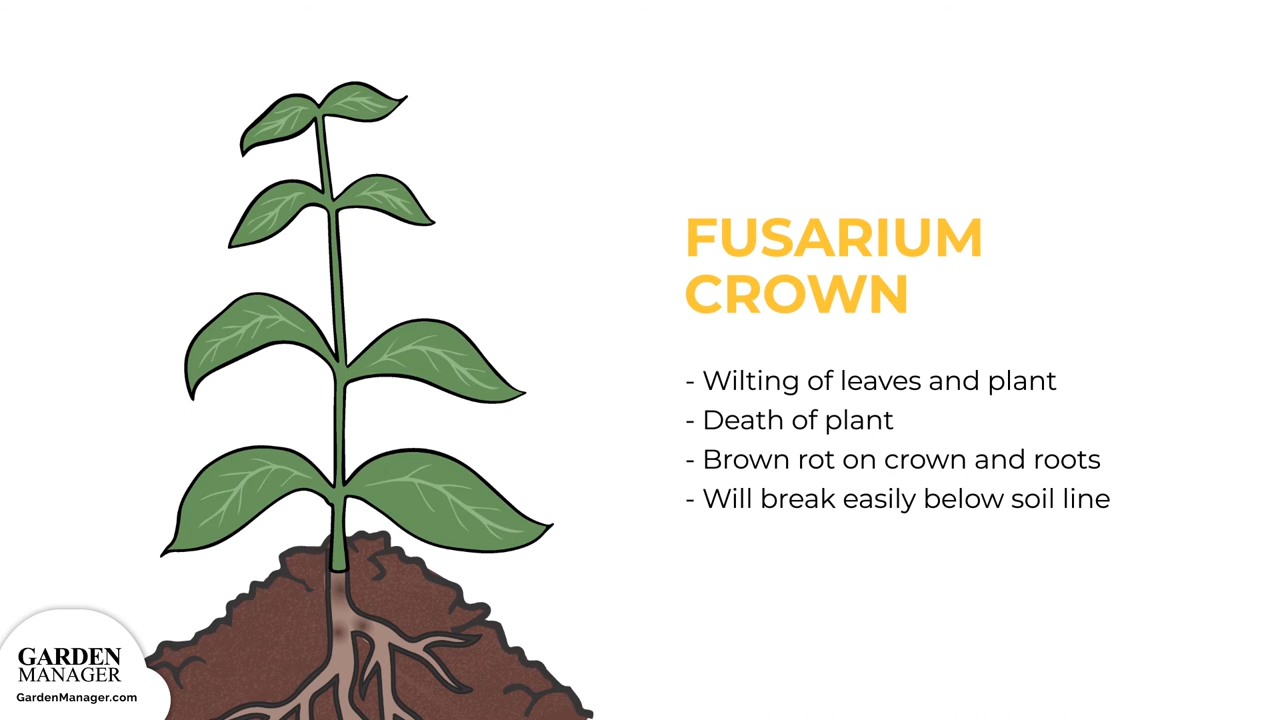 FUSARIUM
CROWN
- Wilting of leaves and plant
- Death of plant
- Brown rot on crown and roots
- Will break easily below soil line
GARDEN
MANAGER
GardenManager.com